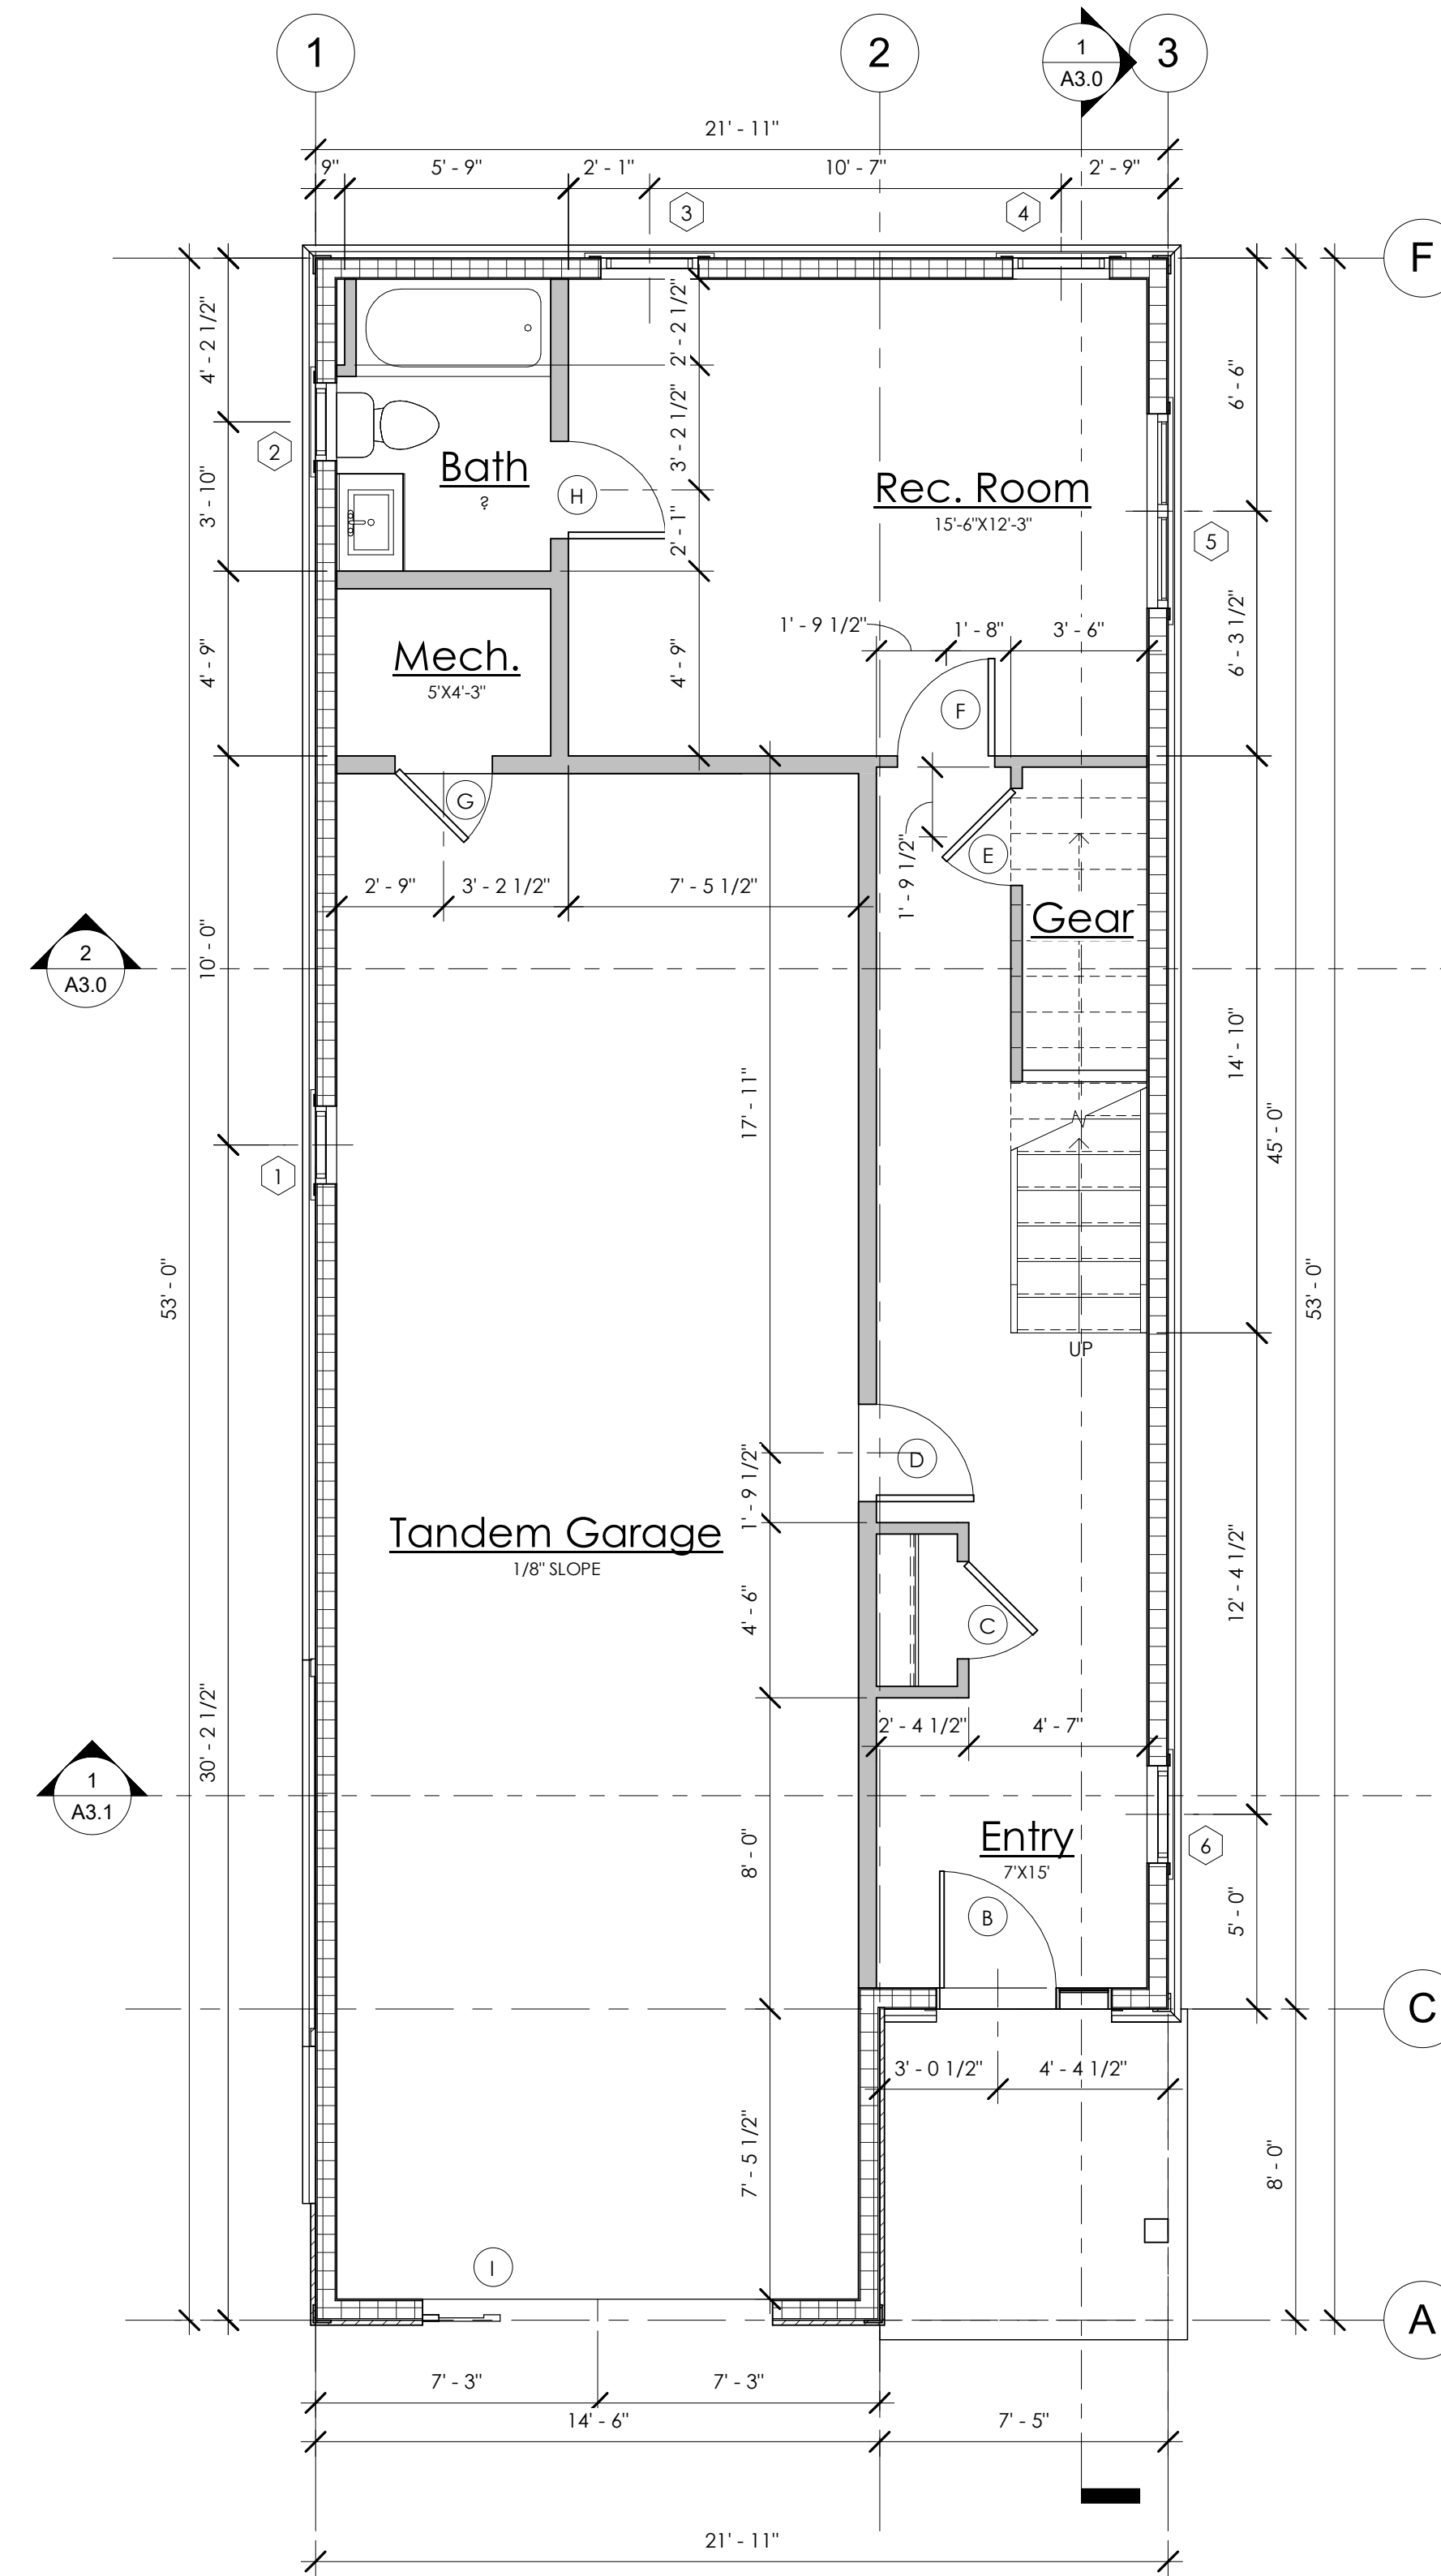 1
2
1
A3.0
3
21' - 11"
9"
5' - 9"
2' - 1"
10' - 7"
2' - 9"
3
4
F
4' - 2 1/2"
2' - 2 1/2"
6' - 6"
3' - 2 1/2"
2
Bath
?
H
Rec. Room
15'-6"X12'-3"
3' - 10"
2' - 1"
5
1' - 9 1/2"
1' - 8"
3' - 6"
6' - 3 1/2"
Mech.
5'X4'-3"
4' - 9"
4' - 9"
F
G
E
1' - 9 1/2"
2' - 9"
3' - 2 1/2"
7' - 5 1/2"
Gear
2
A3.0
10' - 0"
17' - 11"
14' - 10"
45' - 0"
1
53' - 0"
53' - 0"
UP
D
1' - 9 1/2"
Tandem Garage
1/8" SLOPE
4' - 6"
C
12' - 4 1/2"
30' - 2 1/2"
2' - 4 1/2"
4' - 7"
1
A3.1
8' - 0"
Entry
7'X15'
6
B
5' - 0"
C
3' - 0 1/2"
4' - 4 1/2"
7' - 5 1/2"
8' - 0"
I
A
7' - 3"
7' - 3"
14' - 6"
7' - 5"
21' - 11"